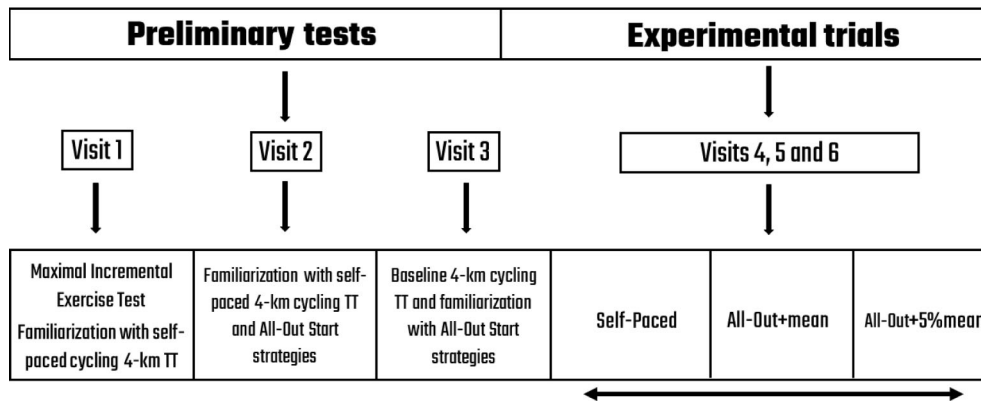 Preliminary tests
Experimental trials
Visit 1
Visit 2
Visit 3
Visits 4, 5 and 6
Maximal Incremental
Exercise Test
Familiarization with self-
paced cycling 4-km TT
Familiarization with self-
paced 4-km cycling TT
and All-Out Start
strategies
Baseline 4-km cycling
TT and familiarization
with All-Out Start
strategies
Self-Paced
All-Out+mean
All-Out+5%mean